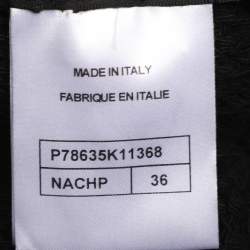 MADE IN ITALY
FABRIQUE EN ITALIE
P78635K11368
NACHP 36